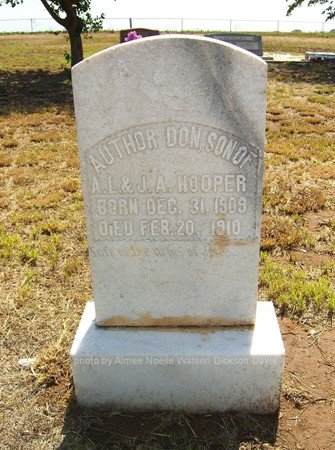 AUTHOR DON. SON OF
A.L. & J.A. HOOPER
BORN DEC. 31, 1909
DIED FEB. 20, 1910
Safe in the arms of Jesus
photo by Aimee Noelle Watson Dickson Davis